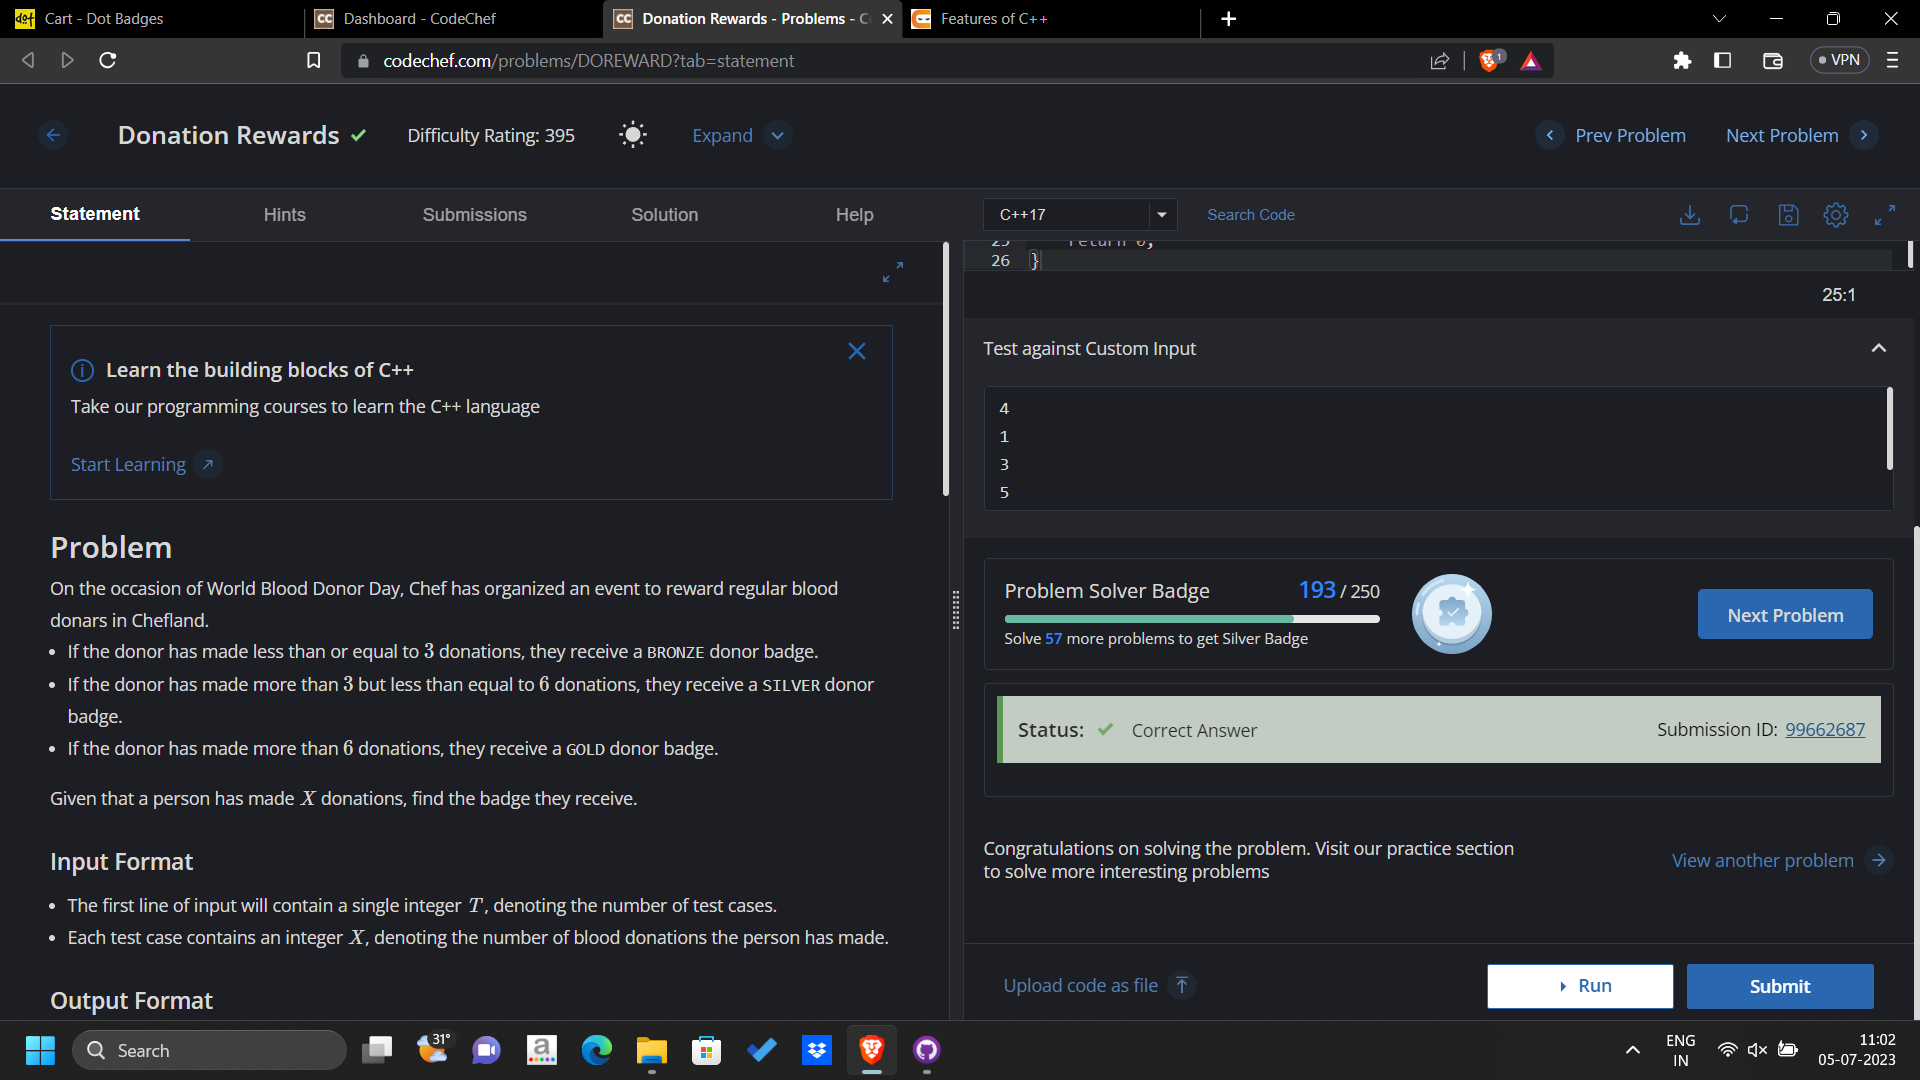 Cart - Dot Badges
Dashboard - CodeChef
Donation Rewards - Problems - C
Features of C++
codechef.com/problems/DOREWARD?tab=statement
1
VPN
Donation Rewards
Difficulty Rating: 395
Expand
Prev Problem
Next Problem
Statement
Hints
Submissions
Solution
Help
C++17
Search Code
25 return 0;
26 }
25:1
Learn the building blocks of C++
Take our programming courses to learn the C++ language
Start Learning
Problem
On the occasion of World Blood Donor Day, Chef has organized an event to reward regular blood
donars in Chefland.
• If the donor has made less than or equal to 3 donations, they receive a BRONZE donor badge.
• If the donor has made more than 3 but less than equal to 6 donations, they receive a SILVER donor
badge.
• If the donor has made more than 6 donations, they receive a GOLD donor badge.
Given that a person has made X donations, find the badge they receive.
Input Format
• The first line of input will contain a single integer T, denoting the number of test cases.
• Each test case contains an integer X, denoting the number of blood donations the person has made.
Output Format
Test against Custom Input
4
1
3
5
Problem Solver Badge
193 / 250
Solve 57 more problems to get Silver Badge
Next Problem
Status:
Correct Answer
Submission ID: 99662687
Congratulations on solving the problem. Visit our practice section
to solve more interesting problems
View another problem
Upload code as file
Run
Submit
Search
31°
a
ENG
IN
11:02
05-07-2023